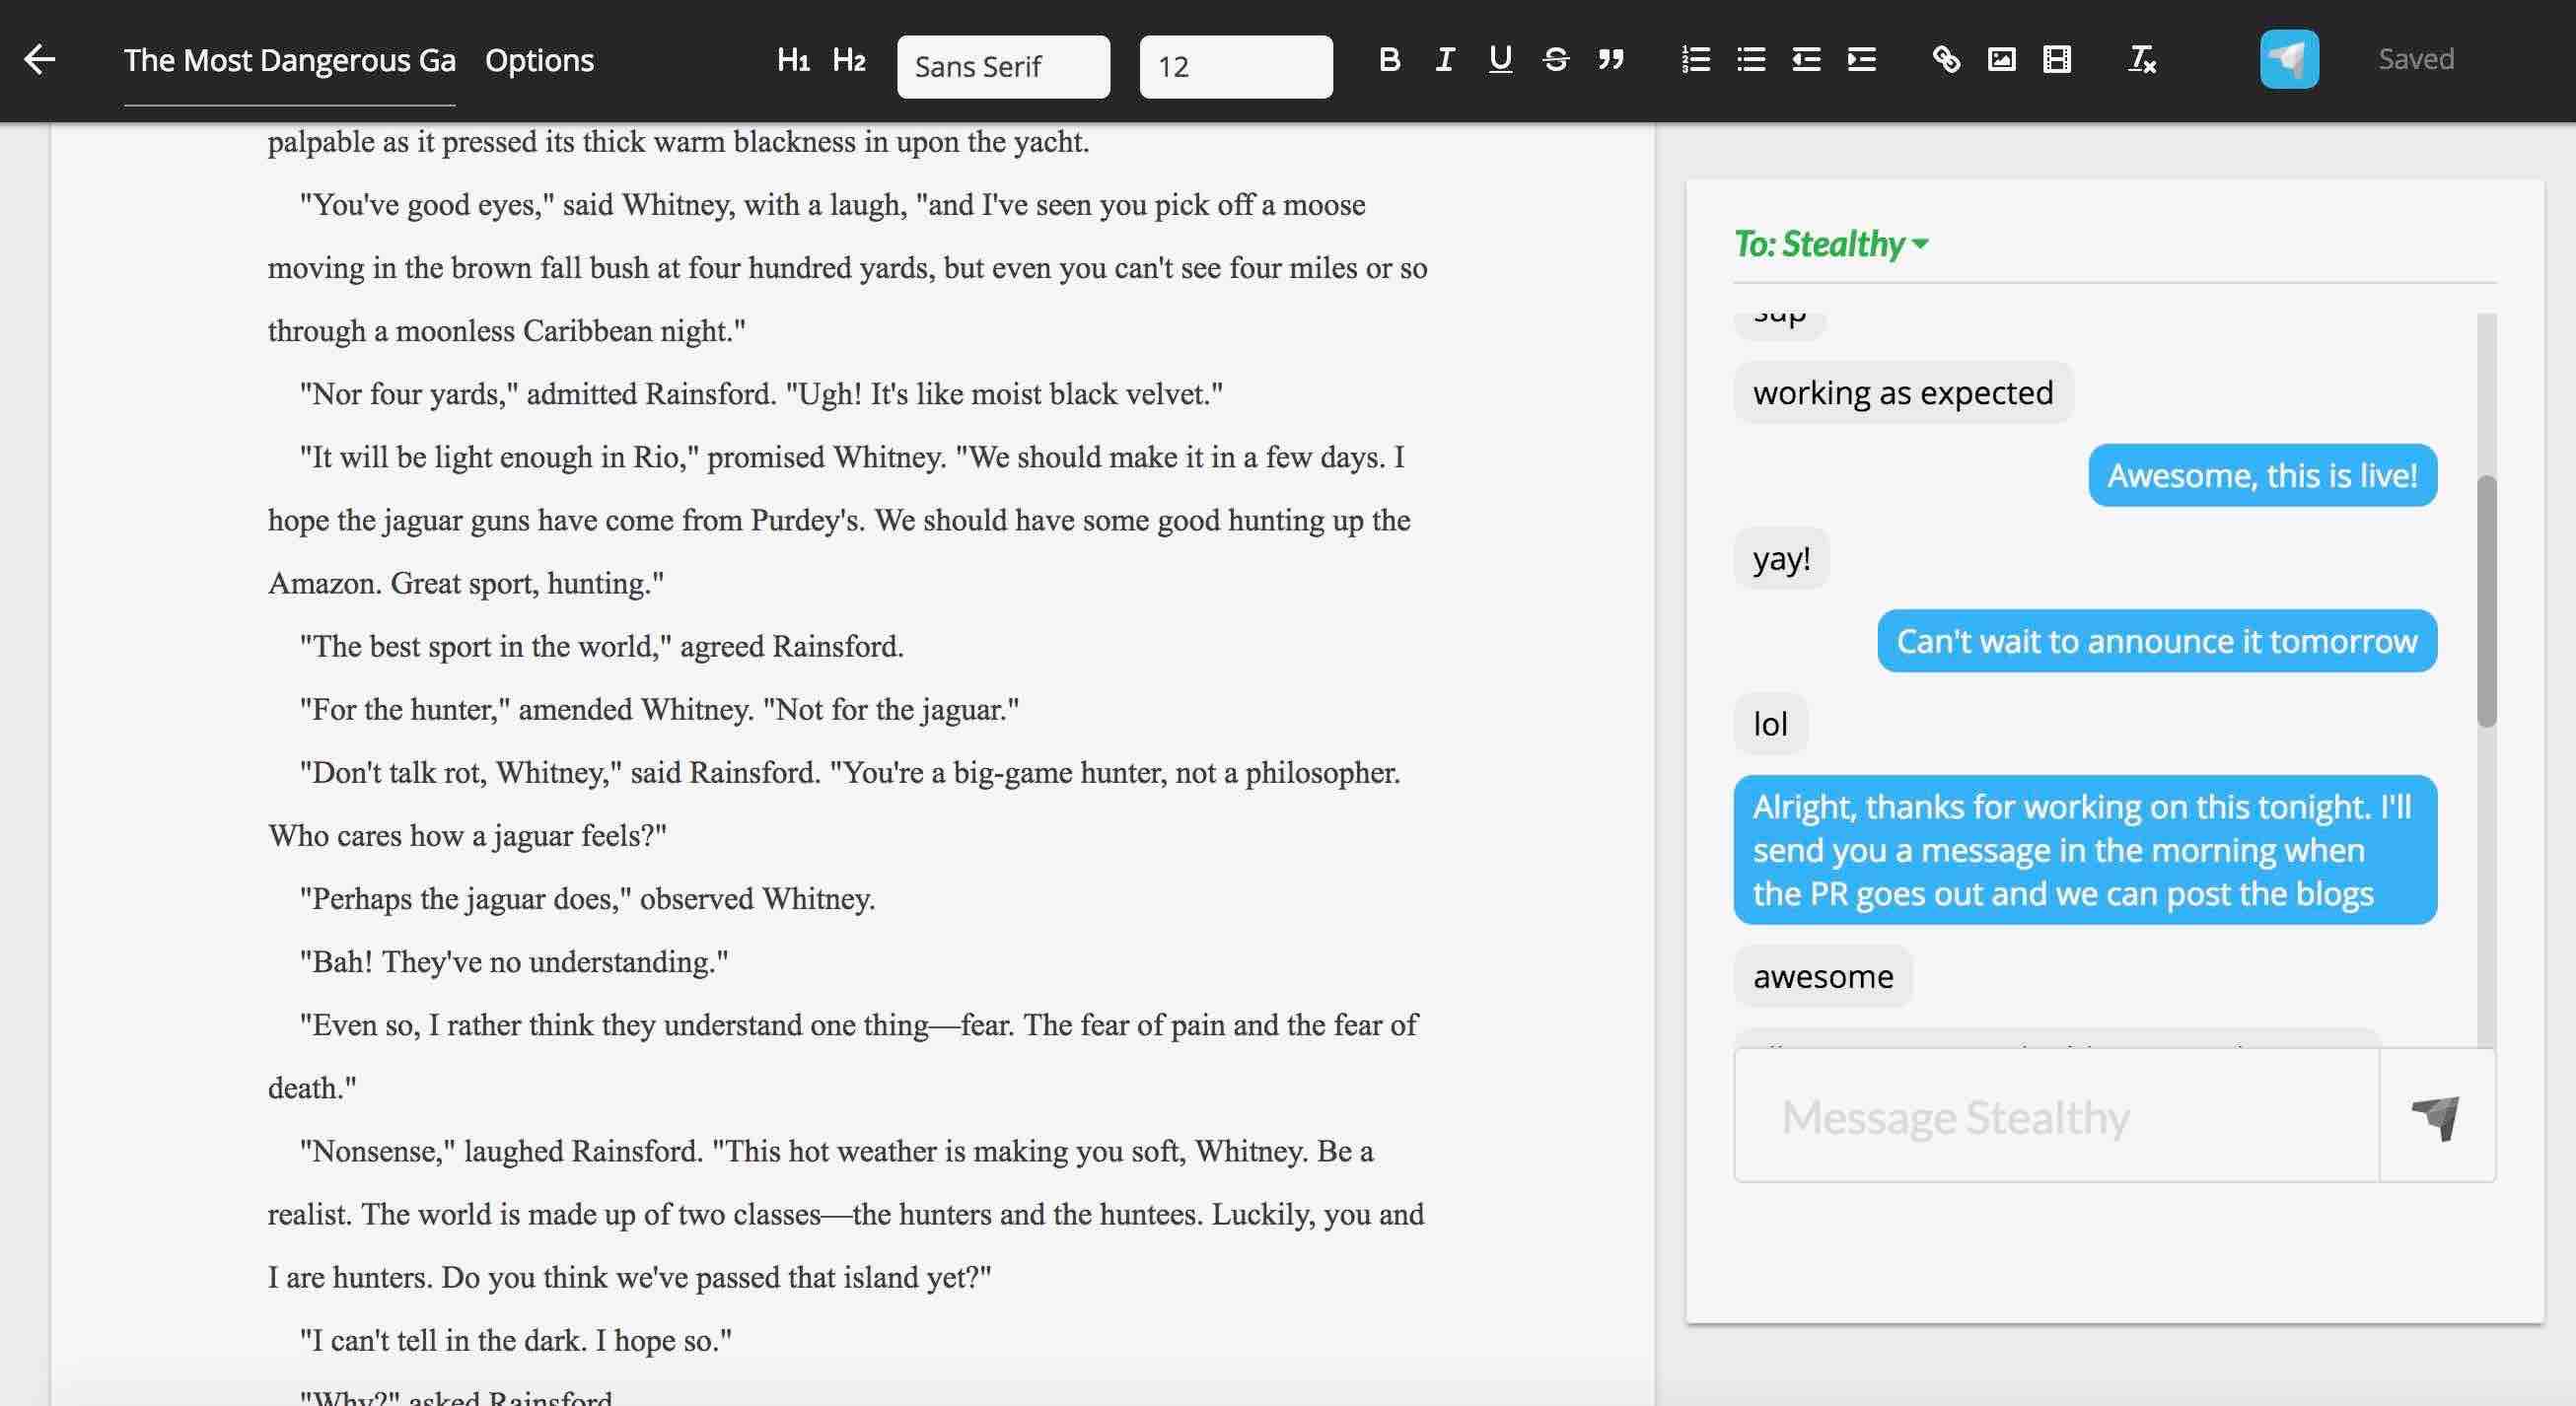 The Most Dangerous Ga Options H1 H2 Sans Serif 12 B I U S Saved
palpable as it pressed its thick warm blackness in upon the yacht.
"You've good eyes," said Whitney, with a laugh, "and I've seen you pick off a moose
moving in the brown fall bush at four hundred yards, but even you can't see four miles or so
through a moonless Caribbean night."
"Nor four yards," admitted Rainsford. "Ugh! It's like moist black velvet."
"It will be light enough in Rio," promised Whitney. "We should make it in a few days. I
hope the jaguar guns have come from Purdey's. We should have some good hunting up the
Amazon. Great sport, hunting."
"The best sport in the world," agreed Rainsford.
"For the hunter," amended Whitney. "Not for the jaguar."
"Don't talk rot, Whitney," said Rainsford. "You're a big-game hunter, not a philosopher.
Who cares how a jaguar feels?"
"Perhaps the jaguar does," observed Whitney.
"Bah! They've no understanding."
"Even so, I rather think they understand one thing—fear. The fear of pain and the fear of
death."
"Nonsense," laughed Rainsford. "This hot weather is making you soft, Whitney. Be a
realist. The world is made up of two classes—the hunters and the huntees. Luckily, you and
I are hunters. Do you think we've passed that island yet?"
"I can't tell in the dark. I hope so."
"Why?" asked Rainsford
To: Stealthy
sup
working as expected
Awesome, this is live!
yay!
Can't wait to announce it tomorrow
lol
Alright, thanks for working on this tonight. I'll
send you a message in the morning when
the PR goes out and we can post the blogs
awesome
Message Stealthy